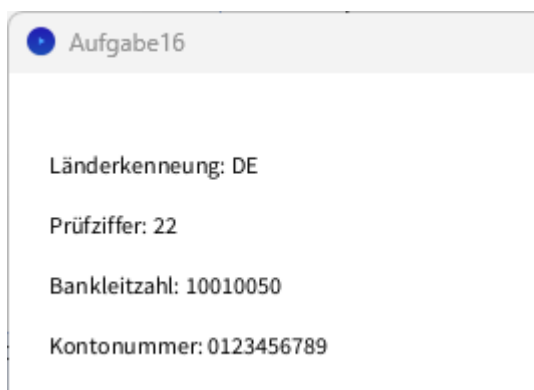 Aufgabe16
Länderkenneung: DE
Prüfziffer: 22
Bankleitzahl: 10010050
Kontonummer: 0123456789